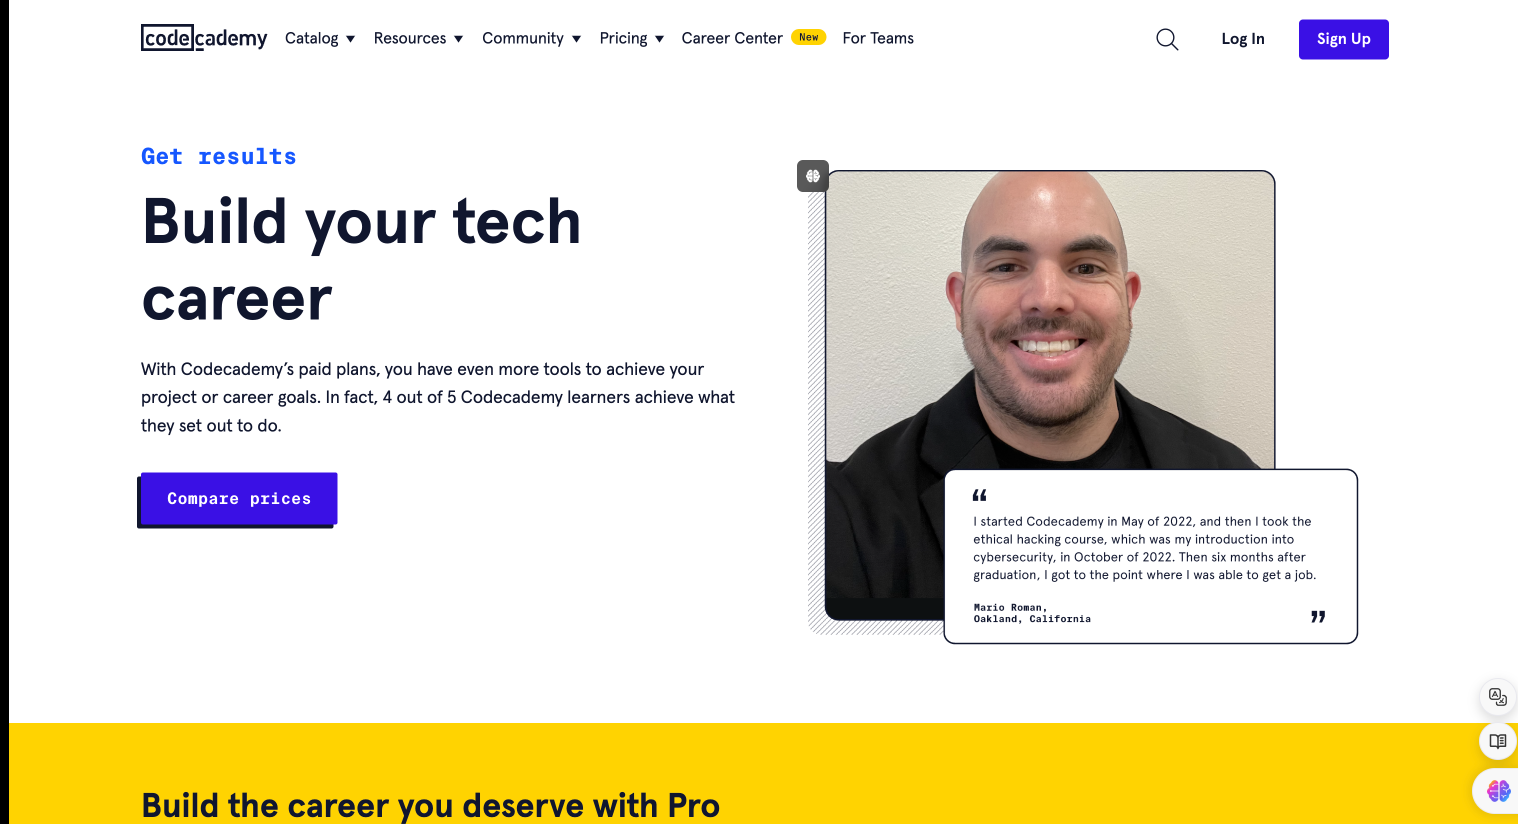 codecademy
Catalog
Resources
Community
Pricing
Career Center
New
For Teams
Log In
Sign Up
Get results
Build your tech
career
With Codecademy’s paid plans, you have even more tools to achieve your
project or career goals. In fact, 4 out of 5 Codecademy learners achieve what
they set out to do.
Compare prices
“
I started Codecademy in May of 2022, and then I took the
ethical hacking course, which was my introduction into
cybersecurity, in October of 2022. Then six months after
graduation, I got to the point where I was able to get a job.
Mario Roman,
Oakland, California
”
Build the career you deserve with Pro